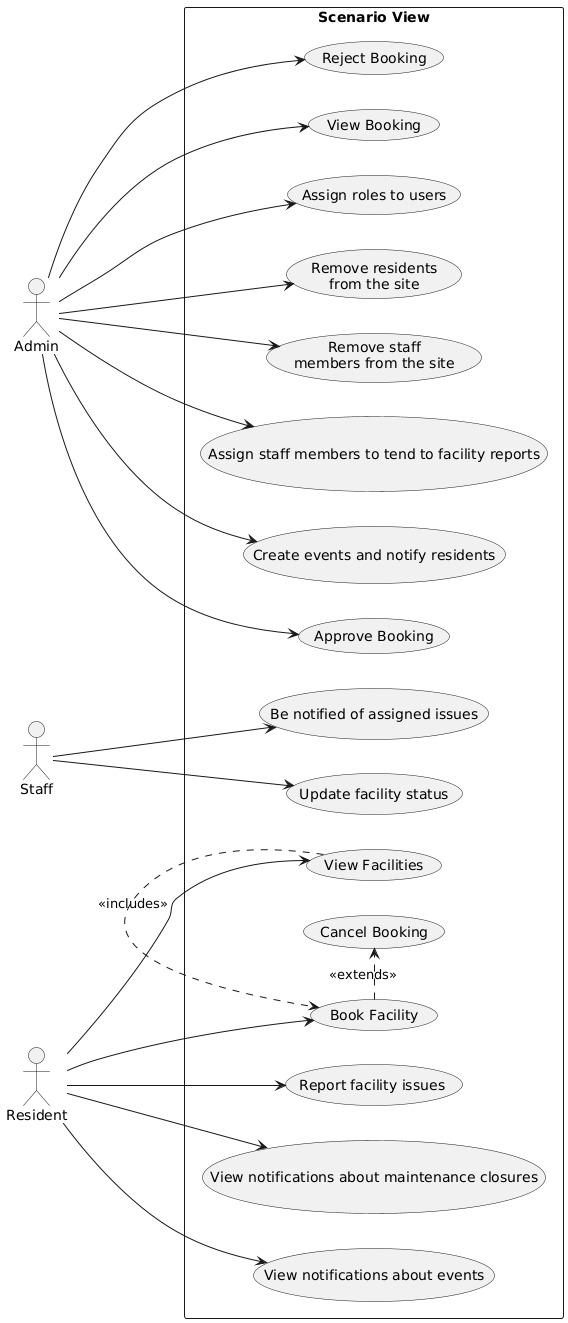 Scenario View
Reject Booking
View Booking
Assign roles to users
Remove residents
from the site
Admin
Remove staff
members from the site
Assign staff members to tend to facility reports
Create events and notify residents
Approve Booking
Be notified of assigned issues
Staff
Update facility status
View Facilities
«includes»
Cancel Booking
«extends»
Book Facility
Report facility issues
Resident
View notifications about maintenance closures
View notifications about events